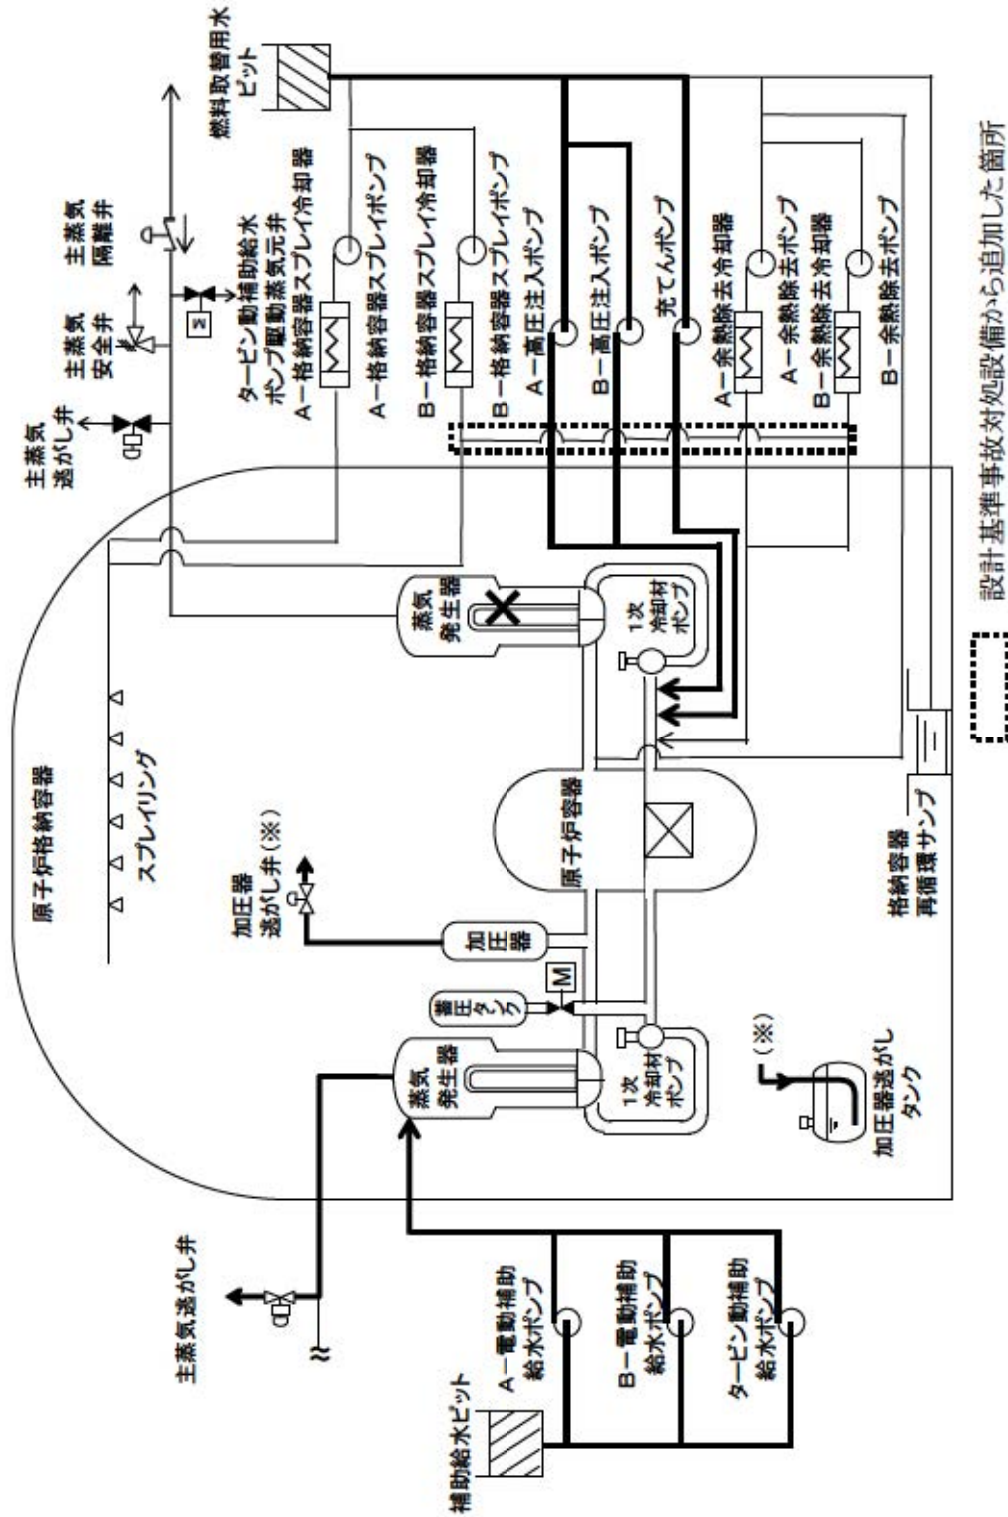 補助給水ピット
A－電動補助
給水ポンプ
B－電動補助
給水ポンプ
タービン動補助
給水ポンプ
主蒸気逃がし弁
原子炉格納容器
スプレイリング
加圧器
逃がし弁(※)
加圧器
蓄圧タンク
M
蒸気
発生器
1次
冷却材
ポンプ
原子炉容器
(※)
加圧器逃がし
タンク
格納容器
再循環サンプ
蒸気
発生器
1次
冷却材
ポンプ
主蒸気
逃がし弁
主蒸気
安全弁
主蒸気
隔離弁
M
タービン動補助給水
ポンプ駆動蒸気元弁
燃料取替用水
ピット
A－格納容器スプレイ冷却器
A－格納容器スプレイポンプ
B－格納容器スプレイ冷却器
B－格納容器スプレイポンプ
A－高圧注入ポンプ
B－高圧注入ポンプ
充てんポンプ
A－余熱除去冷却器
A－余熱除去ポンプ
B－余熱除去冷却器
B－余熱除去ポンプ
設計基準事故対処設備から追加した箇所